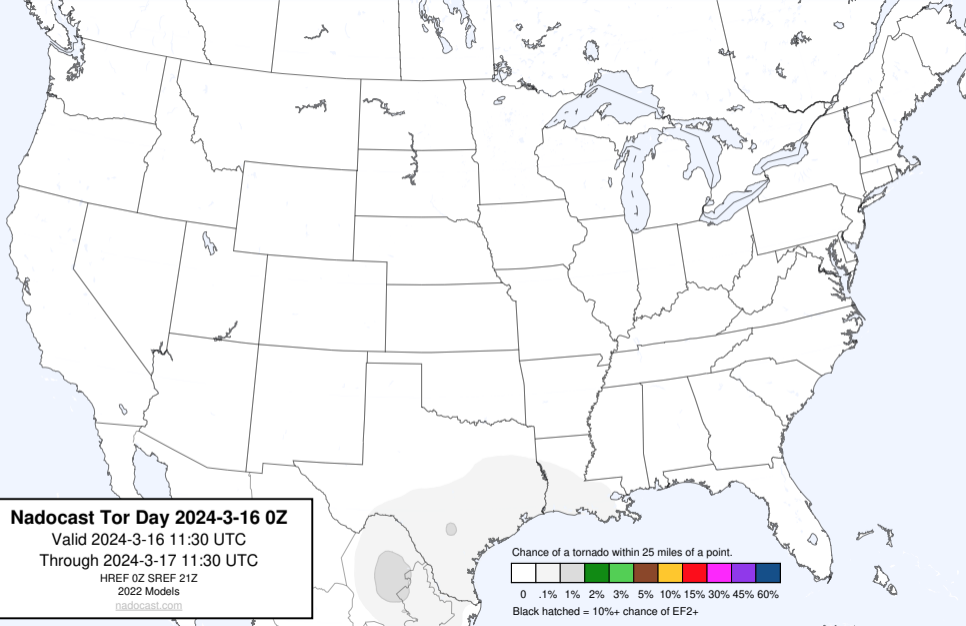 Nadocast Tor Day 2024-3-16 0Z
Valid 2024-3-16 11:30 UTC
Through 2024-3-17 11:30 UTC
HREF 0Z SREF 21Z
2022 Models
nadocast.com
Chance of a tornado within 25 miles of a point.
0 .1% 1% 2% 3% 5% 10% 15% 30% 45% 60%
Black hatched = 10%+ chance of EF2+